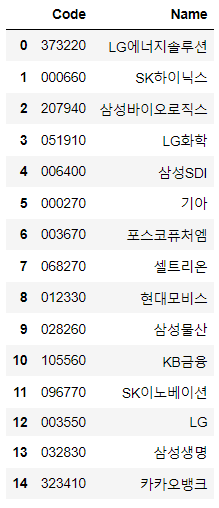 Code Name
0 373220 LG에너지솔루션
1 000660 SK하이닉스
2 207940 삼성바이오로직스
3 051910 LG화학
4 006400 삼성SDI
5 000270 기아
6 003670 포스코퓨처엠
7 068270 셀트리온
8 012330 현대모비스
9 028260 삼성물산
10 105560 KB금융
11 096770 SK이노베이션
12 003550 LG
13 032830 삼성생명
14 323410 카카오뱅크